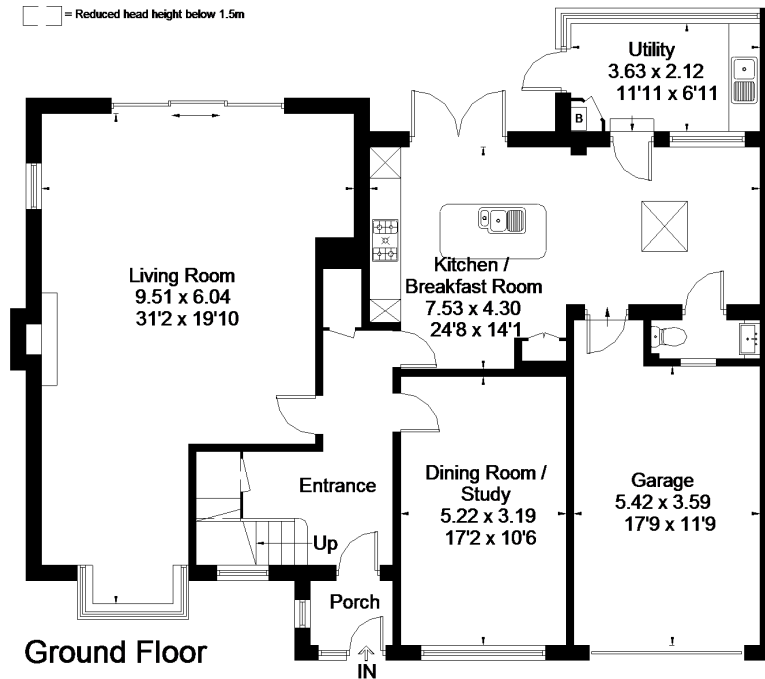 = Reduced head height below 1.5m
Utility
3.63 x 2.12
11'11 x 6'11
B
Living Room
9.51 x 6.04
31'2 x 19'10
Kitchen /
Breakfast Room
7.53 x 4.30
24'8 x 14'1
Entrance
Up
Dining Room /
Study
5.22 x 3.19
17'2 x 10'6
Garage
5.42 x 3.59
17'9 x 11'9
Porch
IN
Ground Floor